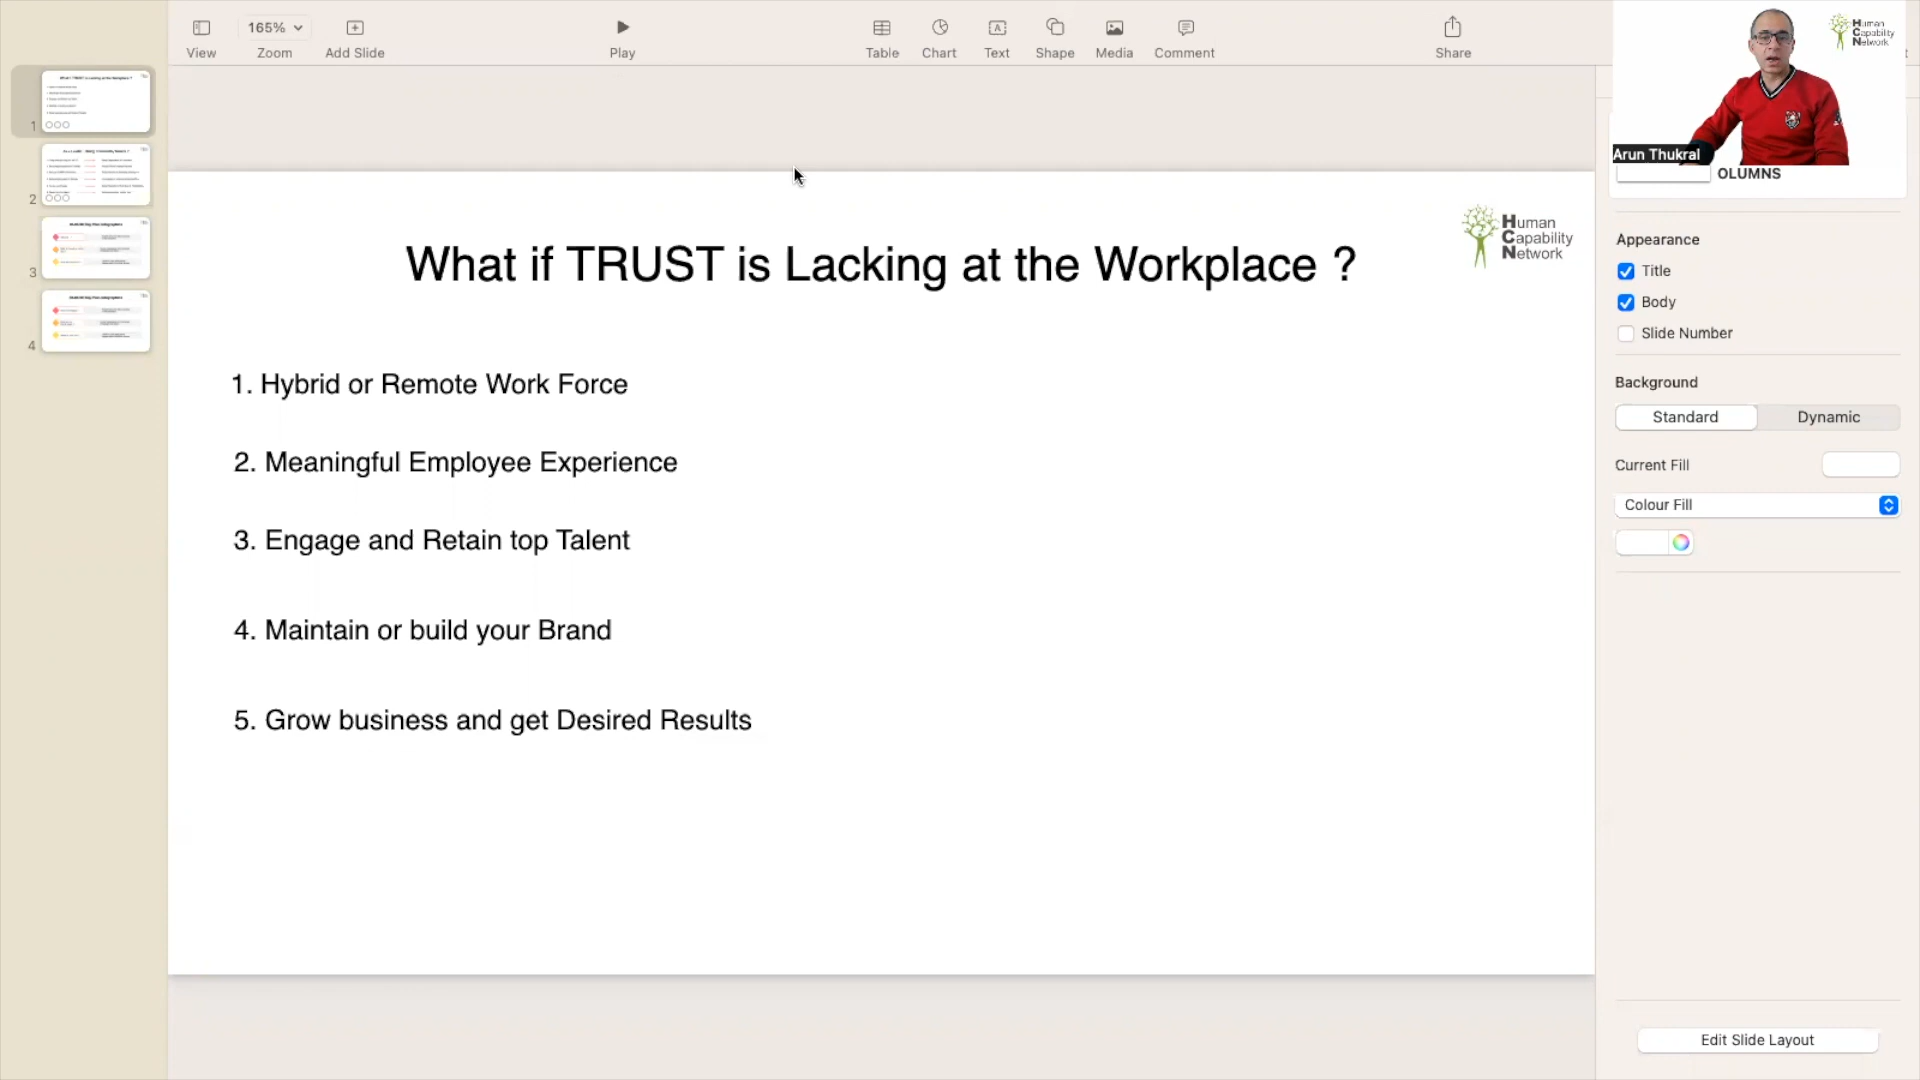 View
165%
Zoom
Add Slide
Play
Table
Chart
Text
Shape
Media
Comment
Share
Human
Capability
Network
Arun Thukral
OLUMNS
1
2
3
4
What if TRUST is Lacking at the Workplace ?
Human
Capability
Network
1. Hybrid or Remote Work Force
2. Meaningful Employee Experience
3. Engage and Retain top Talent
4. Maintain or build your Brand
5. Grow business and get Desired Results
Appearance
Title
Body
Slide Number
Background
Standard
Dynamic
Current Fill
Colour Fill
Edit Slide Layout